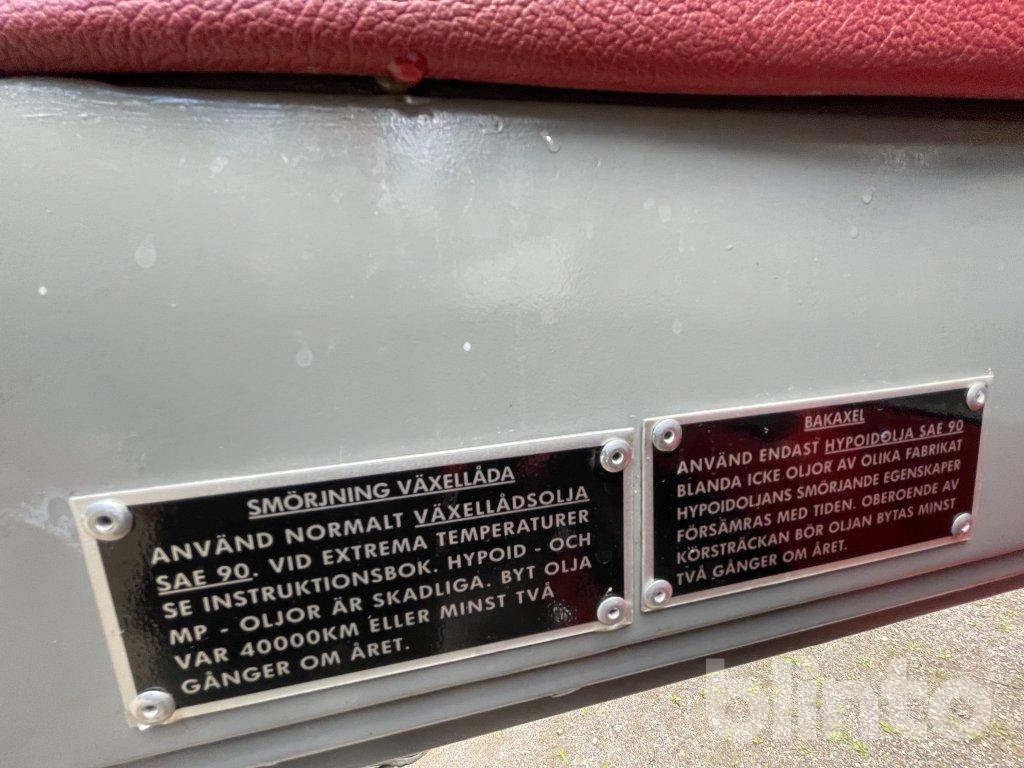 SMÖRJNING VÄXELLÅDA
ANVÄND NORMALT VÄXELLÅDSOLJA
SAE 90. VID EXTREMA TEMPERATURER
SE INSTRUKTIONSBOK. HYPOID - OCH
MP - OLJOR ÄR SKADLIGA. BYT OLJA
VAR 40000KM ELLER MINST TVÅ
GÅNGER OM ÅRET.
BAKAXEL
ANVÄND ENDAST HYPOIDOLJA SAE 90
BLANDA ICKE OLJOR AV OLIKA FABRIKAT
HYPOIDOLJANS SMÖRJANDE EGENSKAPER
FÖRSÄMRAS MED TIDEN. OBEROENDE AV
KÖRSTRÄCKAN BÖR OLJAN BYTAS MINST
TVÅ GÅNGER OM ÅRET.
blinto